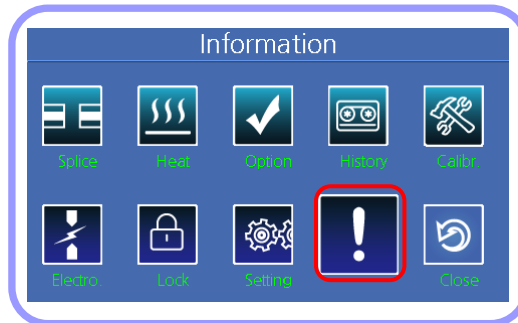 Information
Splice Heat Option History Calibr.
Electro. Lock Setting Close